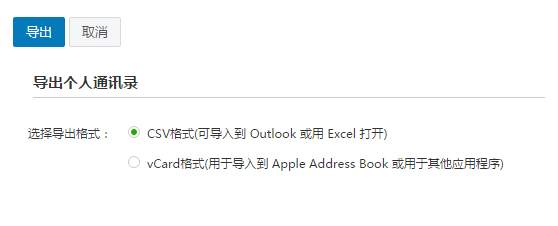 导出 取消
导出个人通讯录
选择导出格式： CSV格式(可导入到 Outlook 或用 Excel 打开)
vCard格式(用于导入到 Apple Address Book 或用于其他应用程序)